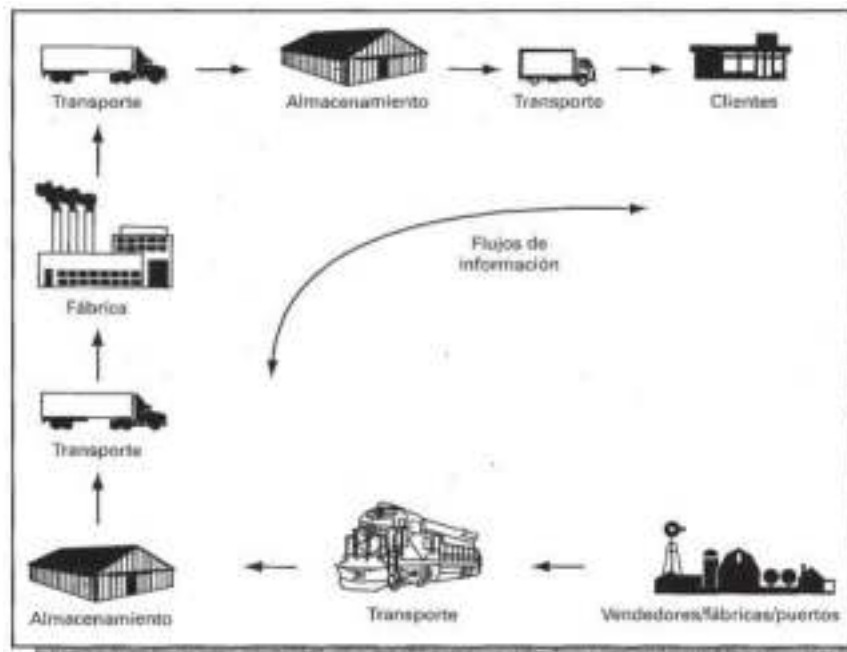 Transporte
Almacenamiento
Transporte
Clientes
Flujos de
información
Fábrica
Transporte
Almacenamiento
Transporte
Vendedores/fábricas/puertos